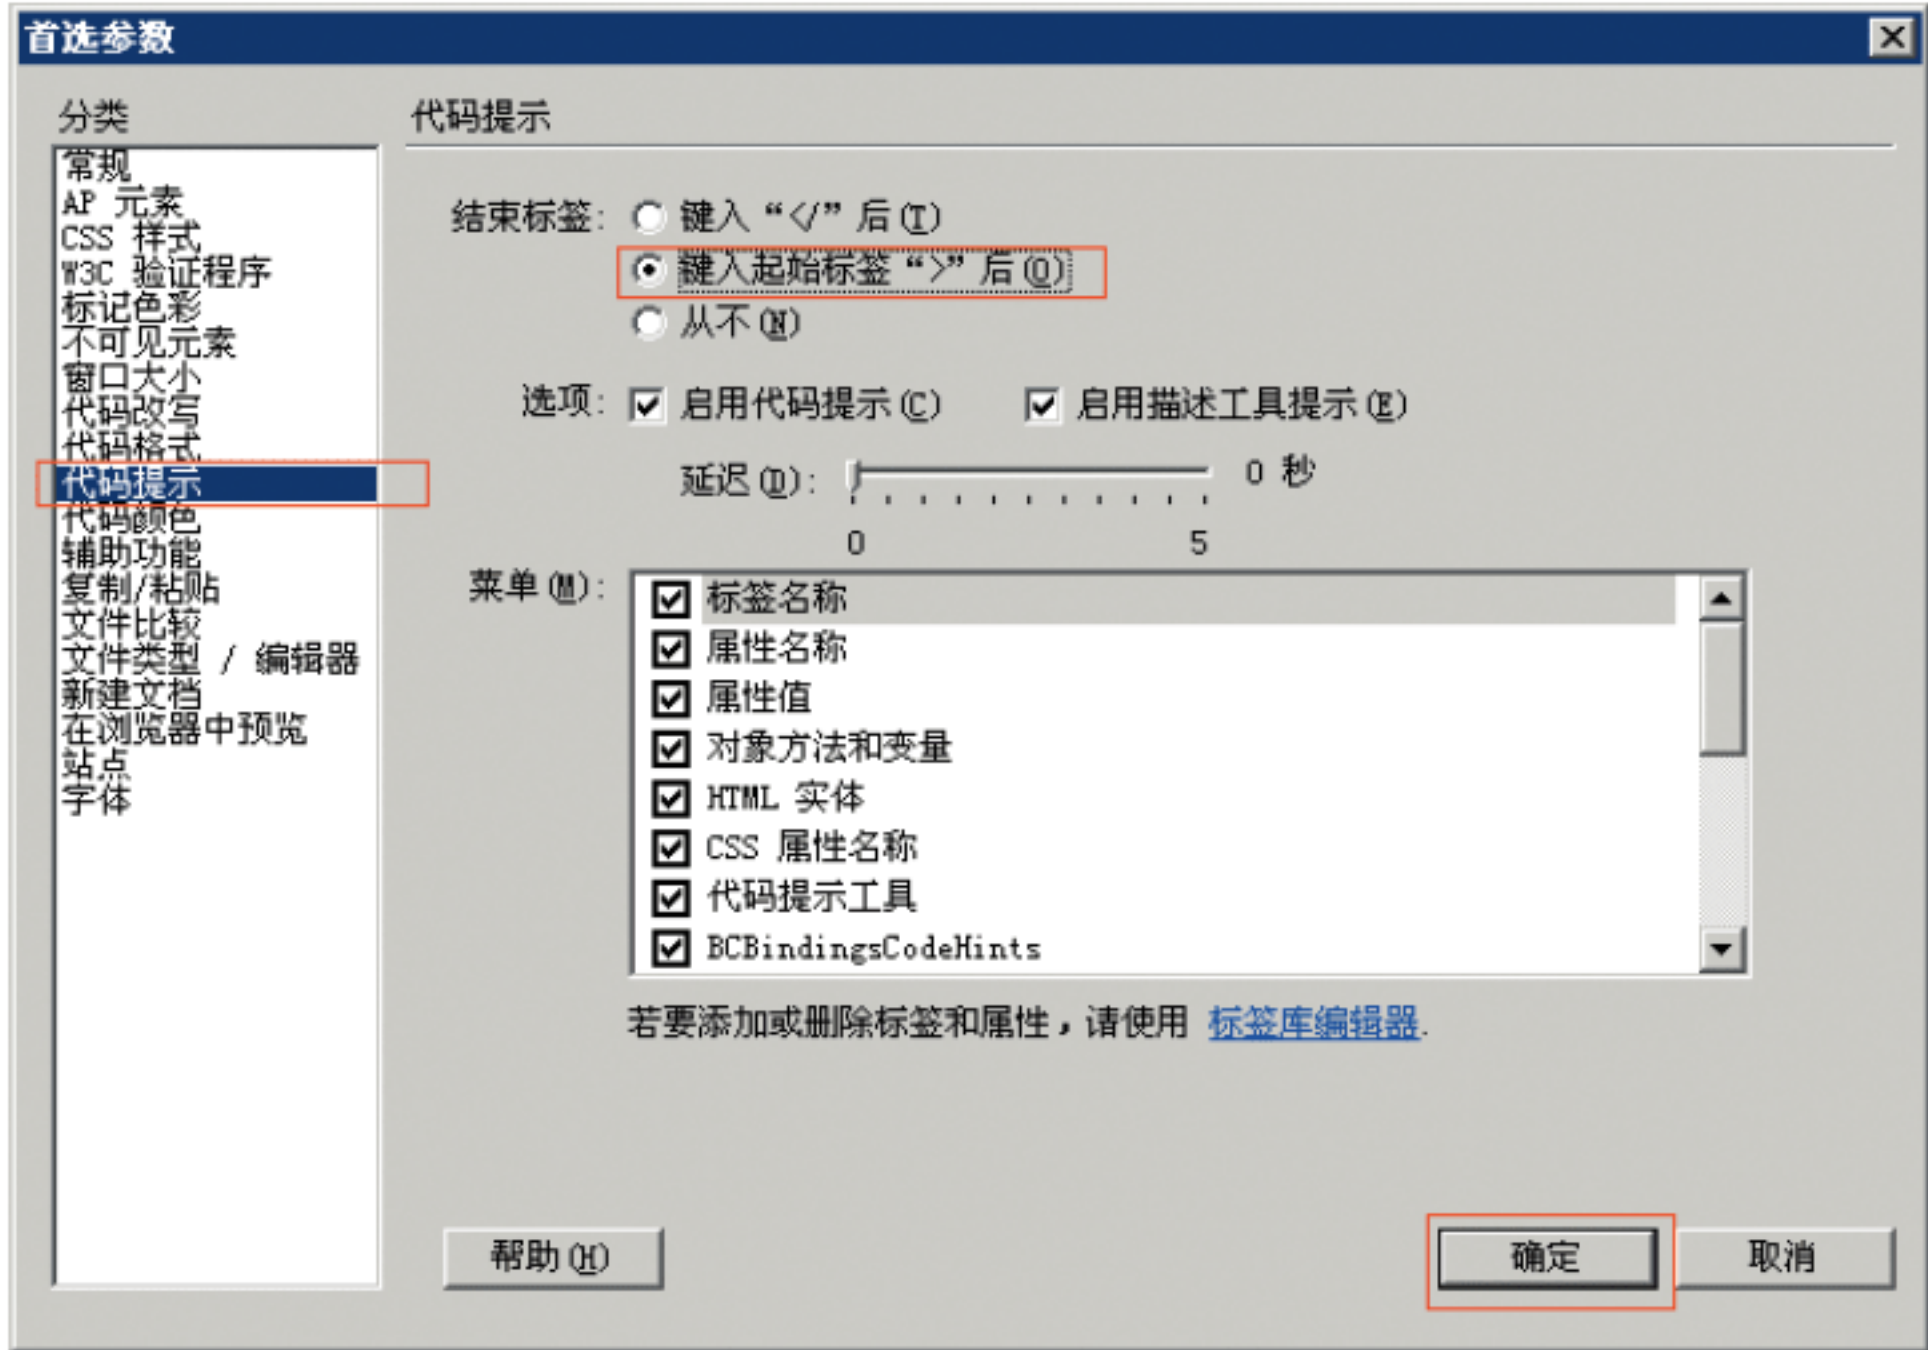 首选参数
分类
常规
AP 元素
CSS 样式
W3C 验证程序
标记色彩
不可见元素
窗口大小
代码改写
代码格式
代码提示
代码颜色
辅助功能
复制/粘贴
文件比较
文件类型 / 编辑器
新建文档
在浏览器中预览
站点
字体
代码提示
结束标签: 键入 “</” 后(T)
键入起始标签 “>” 后(O)
从不(N)
选项: 启用代码提示(C) 启用描述工具提示(E)
延迟(D): 0 秒
0 5
菜单(M): 标签名称
属性名称
属性值
对象方法和变量
HTML 实体
CSS 属性名称
代码提示工具
BCBindingsCodeHints
若要添加或删除标签和属性，请使用 标签库编辑器.
帮助(H) 确定 取消